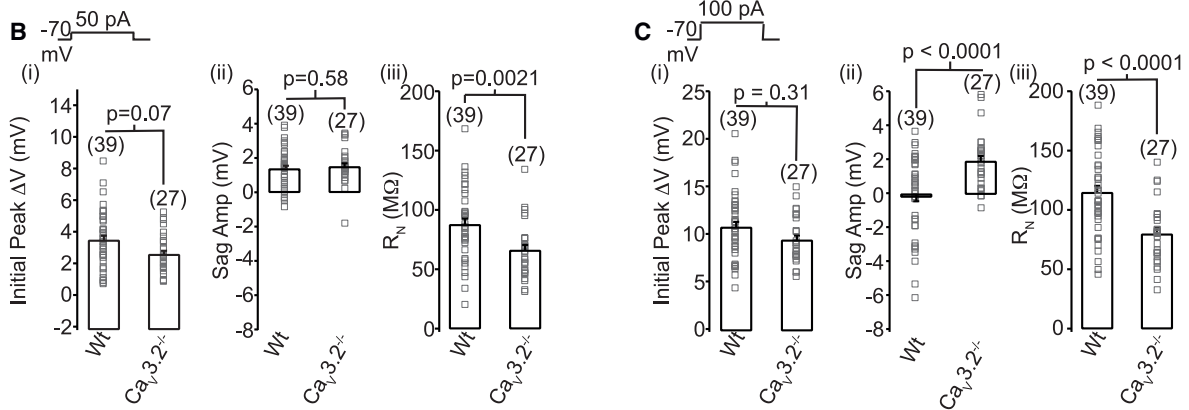 B
-70
mV
50 pA
(i)
Initial Peak ΔV (mV)
14
12
10
8
6
4
2
0
-2
p=0.07
(39)
(27)
Wt
CaV3.2-/-
(ii)
Sag Amp (mV)
8
6
4
2
0
-2
-4
-6
-8
p=0.58
(39)
(27)
Wt
CaV3.2-/-
(iii)
RN (MΩ)
200
150
100
50
0
p=0.0021
(39)
(27)
Wt
CaV3.2-/-
C
-70
mV
100 pA
(i)
Initial Peak ΔV (mV)
25
20
15
10
5
0
p = 0.31
(39)
(27)
Wt
CaV3.2-/-
(ii)
Sag Amp (mV)
8
6
4
2
0
-2
-4
-6
-8
p < 0.0001
(39)
(27)
Wt
CaV3.2-/-
(iii)
RN (MΩ)
200
150
100
50
0
p < 0.0001
(39)
(27)
Wt
CaV3.2-/-